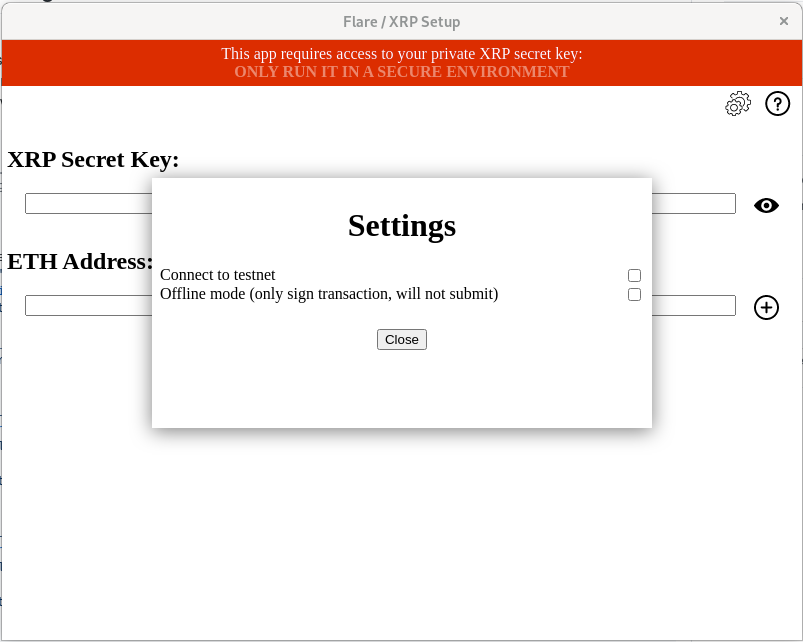 Flare / XRP Setup
This app requires access to your private XRP secret key:
ONLY RUN IT IN A SECURE ENVIRONMENT
XRP Secret Key:
Settings
ETH Address:
Connect to testnet
Offline mode (only sign transaction, will not submit)
Close